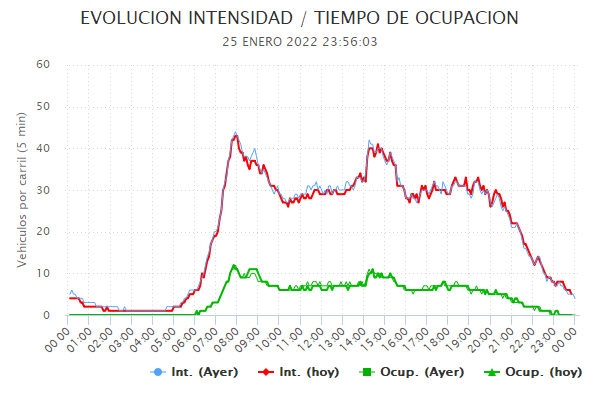 EVOLUCION INTENSIDAD / TIEMPO DE OCUPACION
25 ENERO 2022 23:56:03
Vehiculos por carril (5 min)
60
50
40
30
20
10
0
00:00 01:00 02:00 03:00 04:00 05:00 06:00 07:00 08:00 09:00 10:00 11:00 12:00 13:00 14:00 15:00 16:00 17:00 18:00 19:00 20:00 21:00 22:00 23:00 00:00
Int. (Ayer) Int. (hoy) Ocup. (Ayer) Ocup. (hoy)